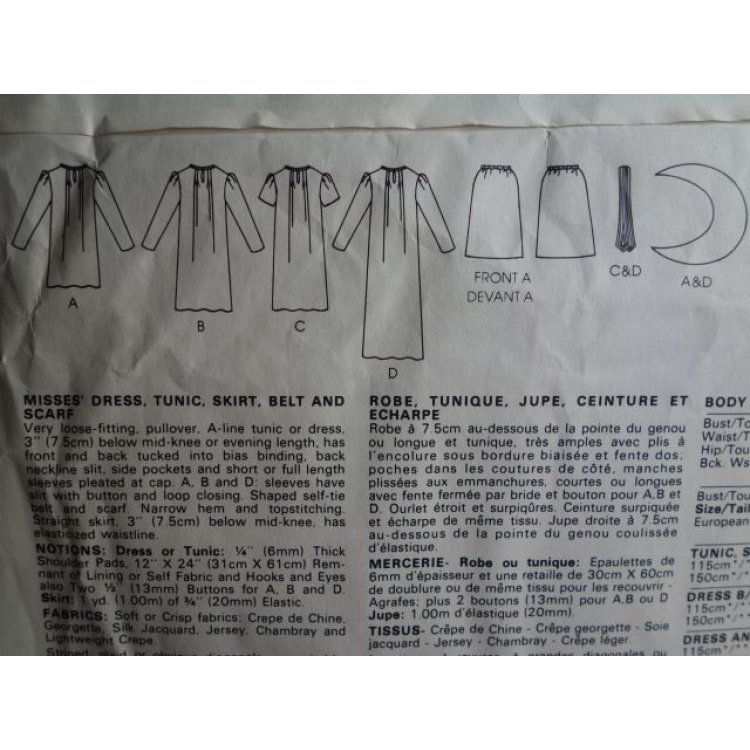 A
B
C
D
FRONT A
DEVANT A
C&D
A&D
MISSES' DRESS, TUNIC, SKIRT, BELT AND
SCARF
Very loose-fitting, pullover, A-line tunic or dress,
3" (7.5cm) below mid-knee or evening length, has
front and back tucked into bias binding, back
neckline slit, side pockets and short or full length
sleeves pleated at cap. A, B and D: sleeves have
slit with button and loop closing. Shaped self-tie
belt and scarf. Narrow hem and topstitching.
Straight skirt, 3" (7.5cm) below mid-knee, has
elasticized waistline.
NOTIONS: Dress or Tunic: ¼" (6mm) Thick
Shoulder Pads, 12" X 24" (31cm X 61cm) Rem-
nant of Lining or Self Fabric and Hooks and Eyes
also Two ½" (13mm) Buttons for A, B and D.
Skirt: 1 yd. (1.00m) of ¾" (20mm) Elastic.
FABRICS: Soft or Crisp fabrics: Crepe de Chine,
Georgette, Silk Jacquard, Jersey, Chambray and
Lightweight Crepe.
Striped, plaid or obvious
ROBE, TUNIQUE, JUPE, CEINTURE ET
ECHARPE
Robe à 7.5cm au-dessous de la pointe du genou
ou longue et tunique, très amples avec plis à
l'encolure sous bordure biaisée et fente dos;
poches dans les coutures de côté, manches
plissées aux emmanchures, courtes ou longues
avec fente fermée par bride et bouton pour A,B et
D. Ourlet étroit et surpiqûres. Ceinture surpiquée
et écharpe de même tissu. Jupe droite à 7.5cm
au-dessous de la pointe du genou coulissée
d'élastique.
MERCERIE- Robe ou tunique: Epaulettes de
6mm d'épaisseur et une retaille de 30cm X 60cm
de doublure ou de même tissu pour les recouvrir -
Agrafes; plus 2 boutons (13mm) pour A,B ou D
Jupe: 1.00m d'élastique (20mm).
TISSUS- Crêpe de Chine - Crêpe georgette - Soie
jacquard - Jersey - Chambray - Crêpe léger.
grandes diagonales ou
BODY
Bust/Tou
Waist/T
Hip/Tou
Bck. Ws
Bust/Tou
Size/Tail
European
TUNIC, S
115cm*/**
150cm*/**
DRESS B/
115cm*/**
150cm*/**
DRESS AN
115cm*/**